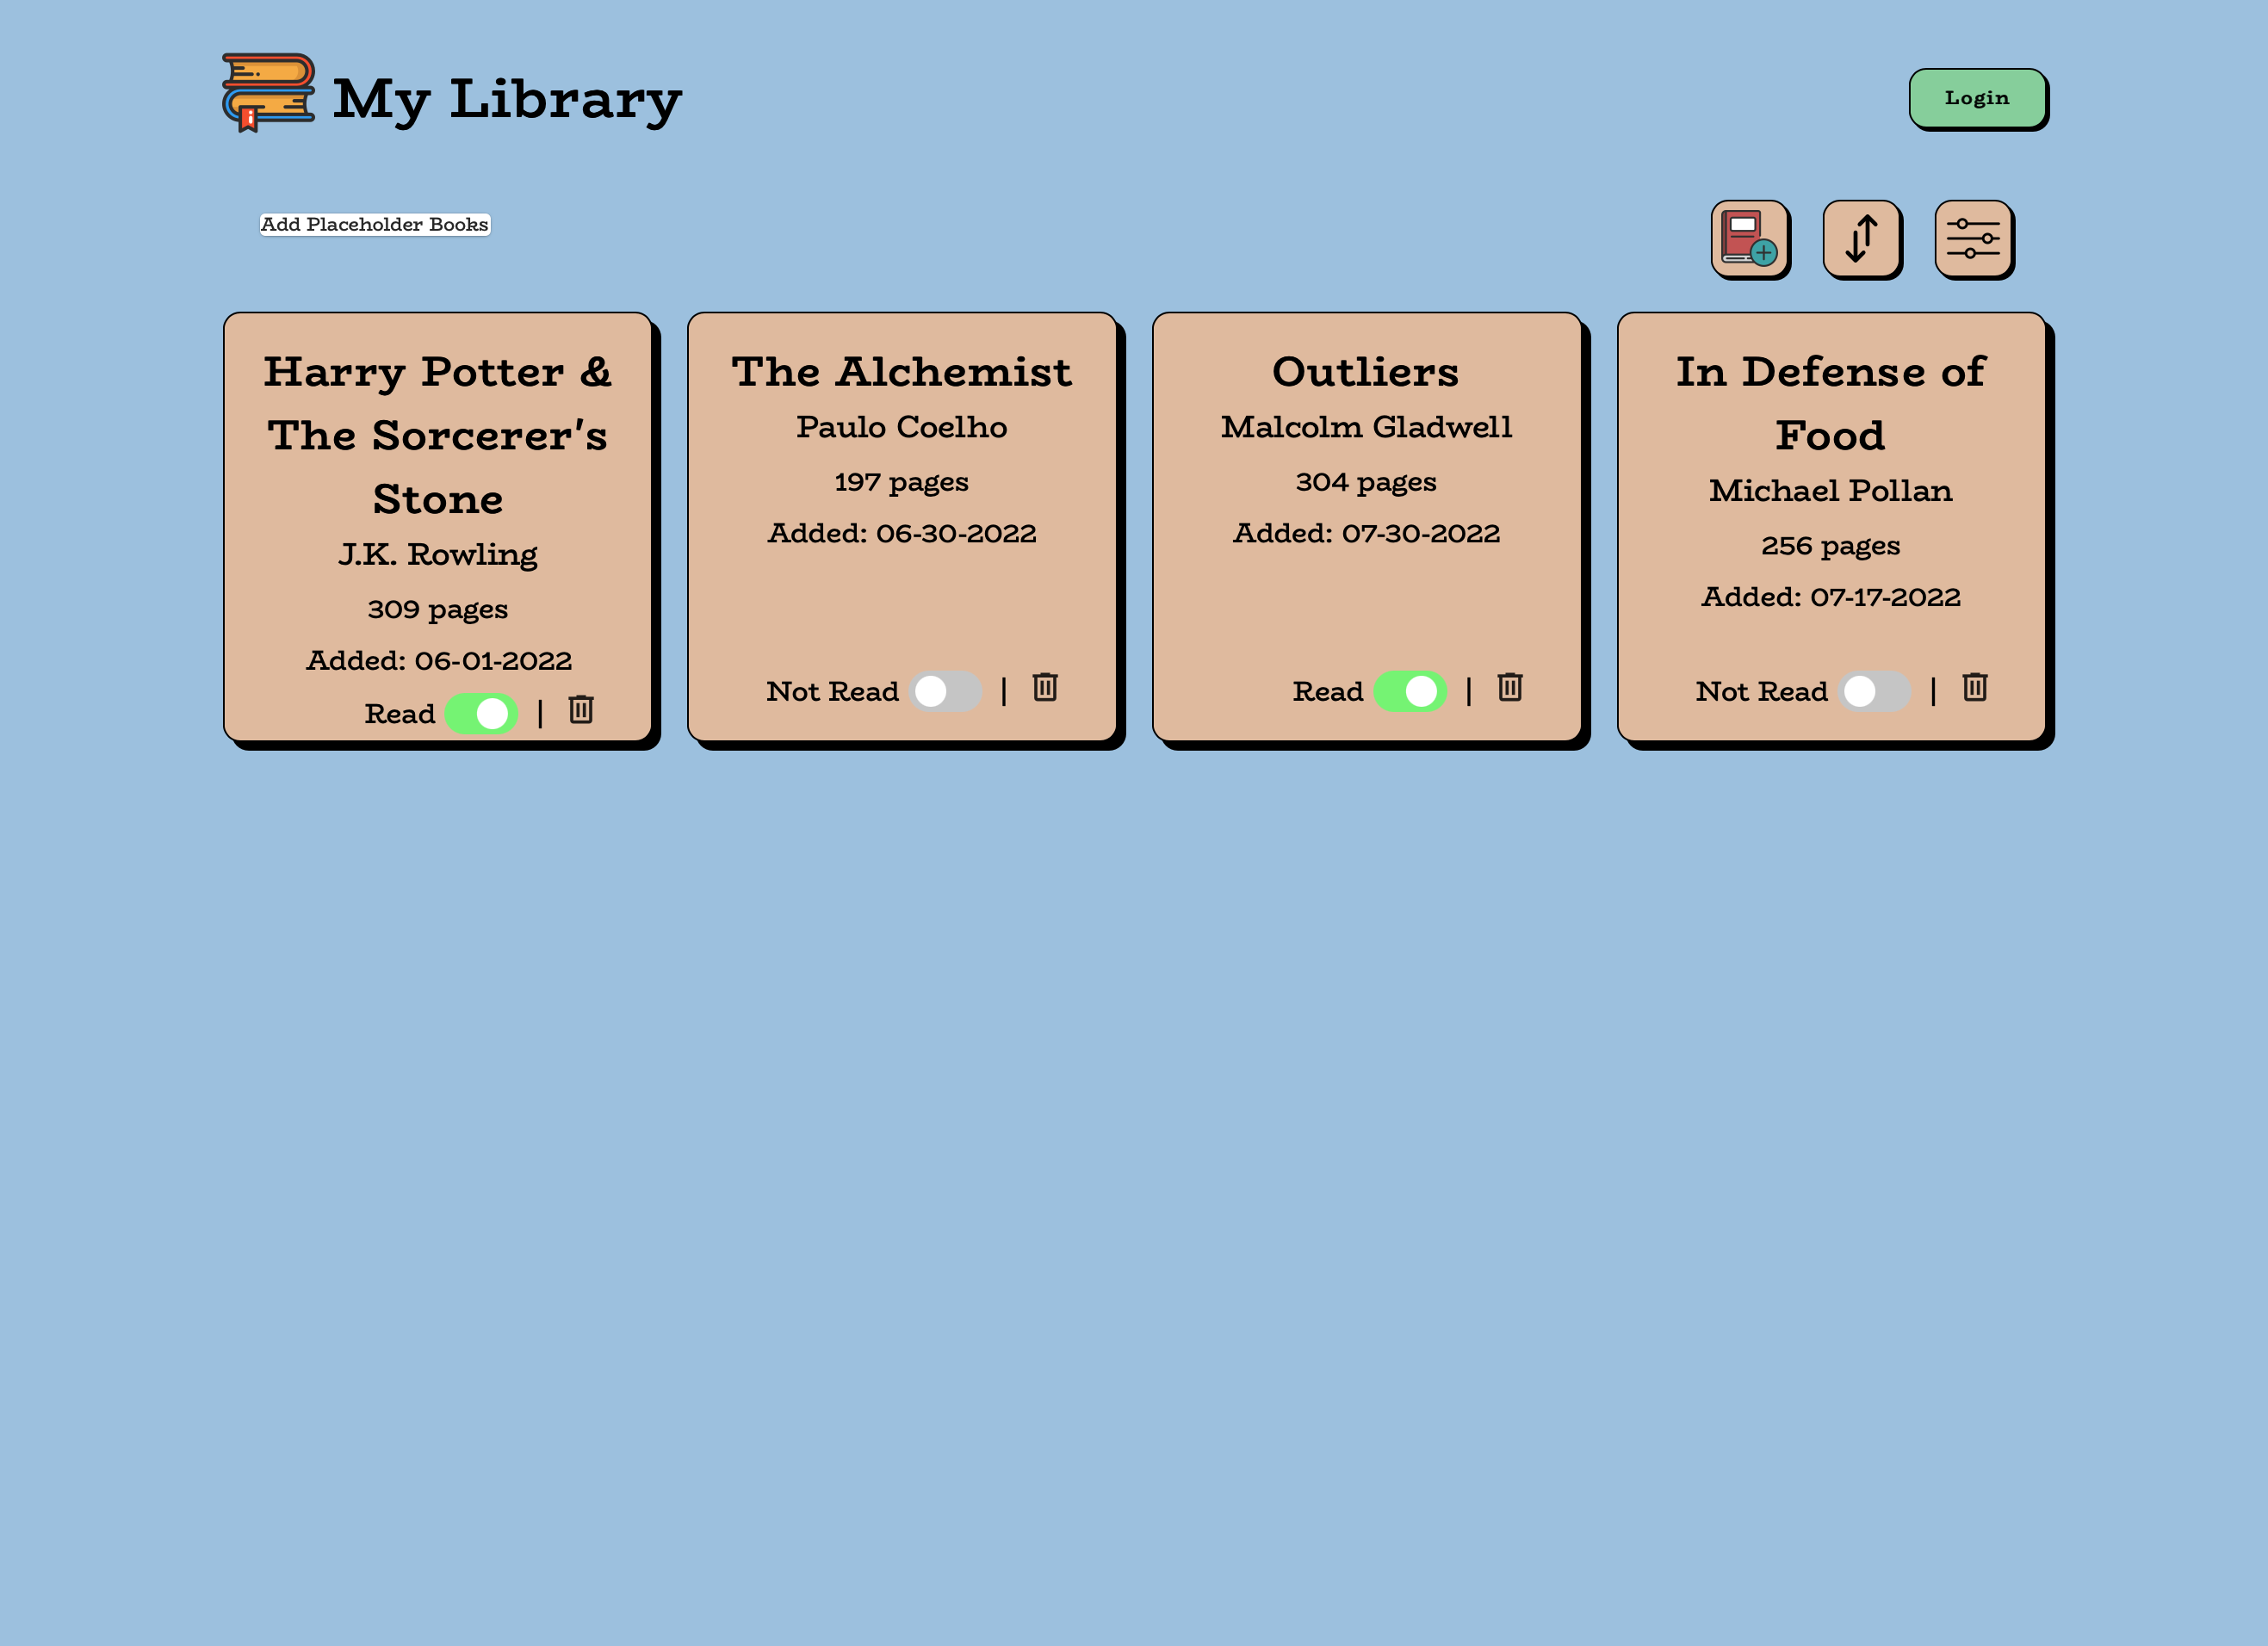 My Library
Login
Add Placeholder Books
Harry Potter &
The Sorcerer's
Stone
J.K. Rowling
309 pages
Added: 06-01-2022
Read |
The Alchemist
Paulo Coelho
197 pages
Added: 06-30-2022
Not Read |
Outliers
Malcolm Gladwell
304 pages
Added: 07-30-2022
Read |
In Defense of
Food
Michael Pollan
256 pages
Added: 07-17-2022
Not Read |